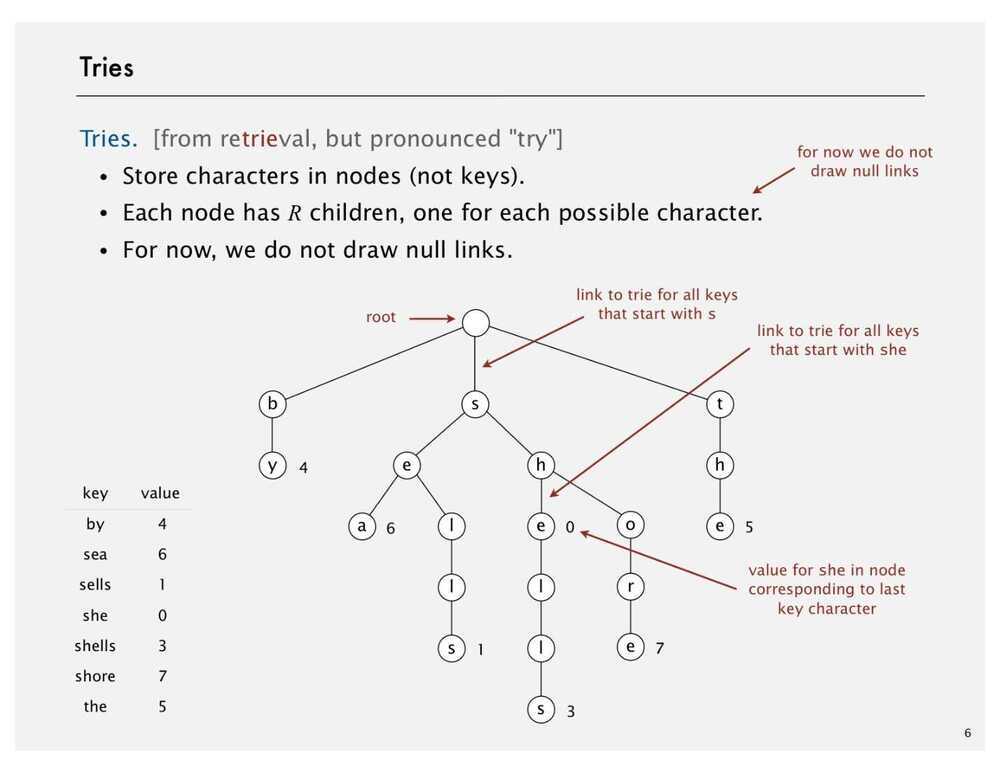 Tries
Tries. [from retrieval, but pronounced "try"]
• Store characters in nodes (not keys).
• Each node has R children, one for each possible character.
• For now, we do not draw null links.
for now we do not
draw null links
root
link to trie for all keys
that start with s
link to trie for all keys
that start with she
b s t
y 4 e h h
a 6 l e 0 o e 5
l l r
s 1 l e 7
s 3
value for she in node
corresponding to last
key character
key value
by 4
sea 6
sells 1
she 0
shells 3
shore 7
the 5
6